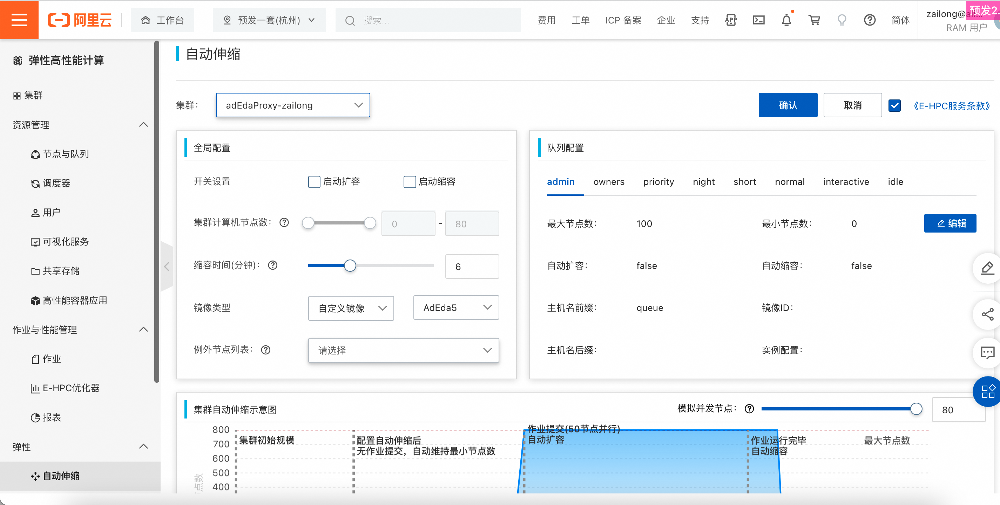 阿里云
工作台
预发一套(杭州)
搜索...
费用
工单
ICP 备案
企业
支持
简体
zailong@ali...
预发2.
RAM 用户
弹性高性能计算
集群
资源管理
节点与队列
调度器
用户
可视化服务
共享存储
高性能容器应用
作业与性能管理
作业
E-HPC优化器
报表
弹性
自动伸缩
自动伸缩
集群：
adEdaProxy-zailong
确认
取消
《E-HPC服务条款》
全局配置
开关设置
启动扩容
启动缩容
集群计算机节点数：
0
-
80
缩容时间(分钟)：
6
镜像类型
自定义镜像
AdEda5
例外节点列表：
请选择
队列配置
admin
owners
priority
night
short
normal
interactive
idle
最大节点数：
100
最小节点数：
0
编辑
自动扩容：
false
自动缩容：
false
主机名前缀：
queue
镜像ID：
主机名后缀：
实例配置：
集群自动伸缩示意图
模拟并发节点：
80
800
700
600
500
400
点数
集群初始规模
配置自动伸缩后
无作业提交，自动维持最小节点数
作业提交(50节点并行)
自动扩容
作业运行完毕
自动缩容
最大节点数